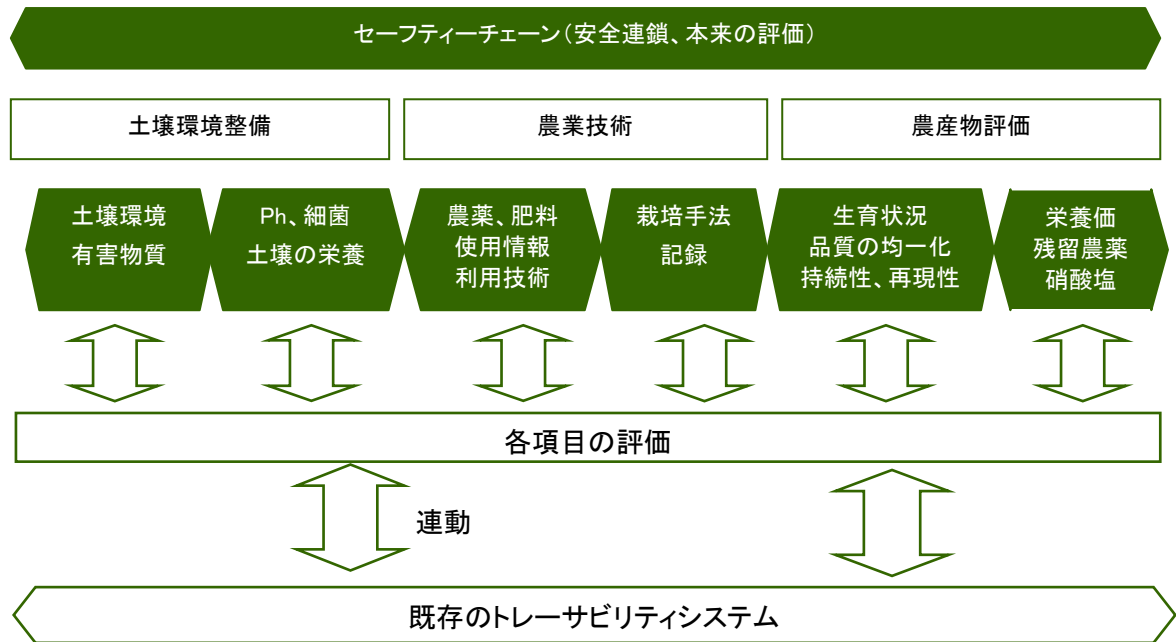 セーフティーチェーン（安全連鎖、本来の評価）
土壌環境整備
農業技術
農産物評価
土壌環境
有害物質
Ph、細菌
土壌の栄養
農薬、肥料
使用情報
利用技術
栽培手法
記録
生育状況
品質の均一化
持続性、再現性
栄養価
残留農薬
硝酸塩
各項目の評価
連動
既存のトレーサビリティシステム